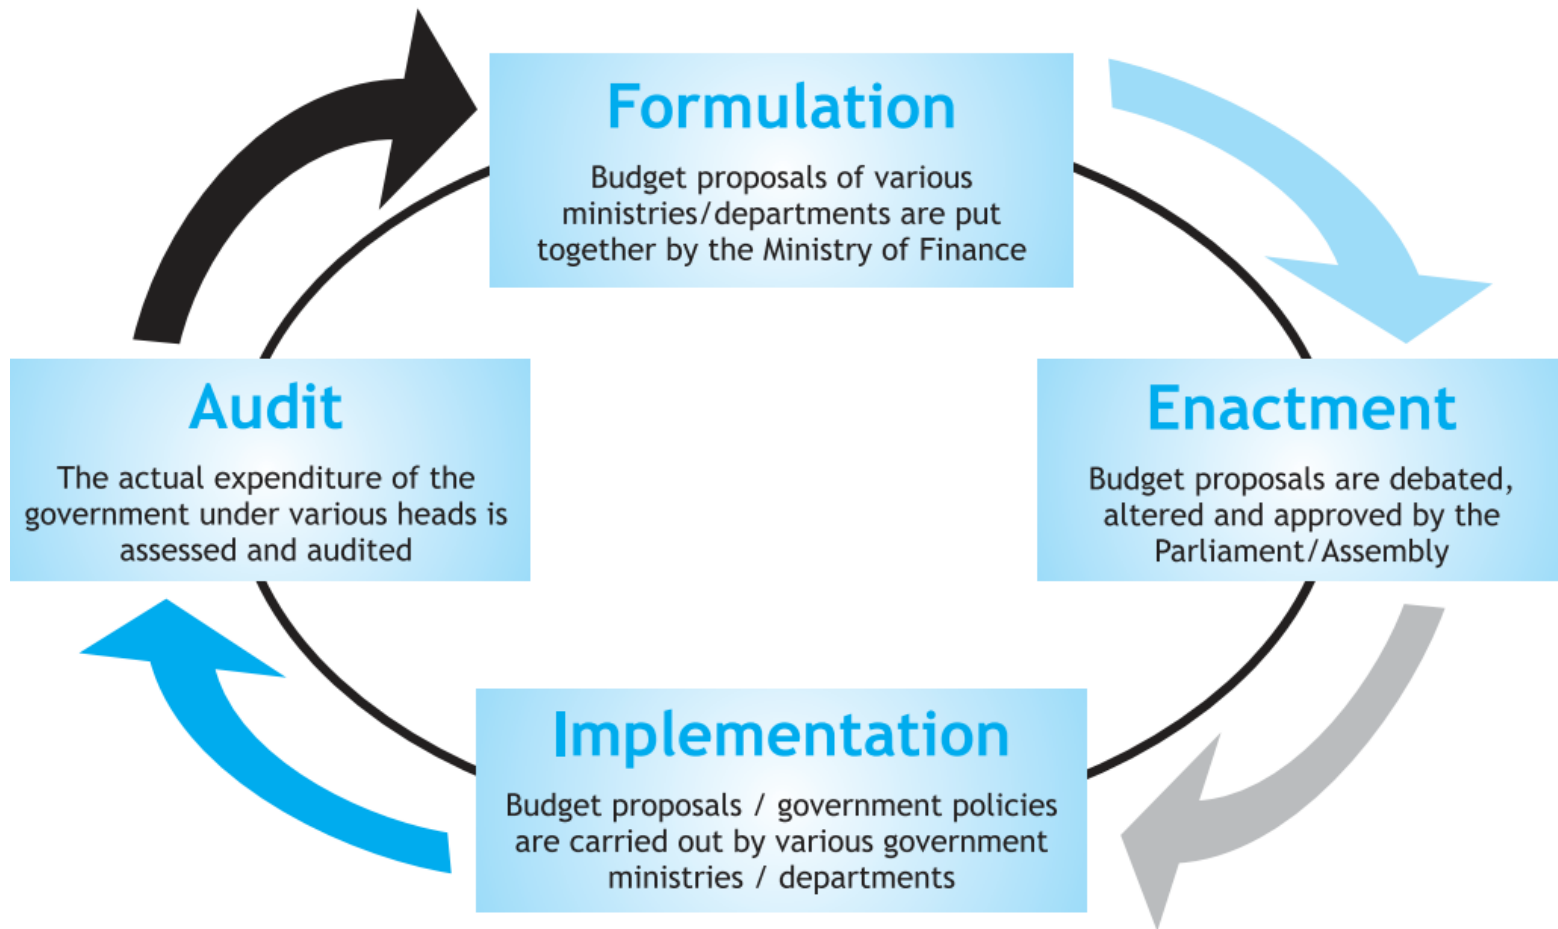 Formulation
Budget proposals of various
ministries/departments are put
together by the Ministry of Finance
Enactment
Budget proposals are debated,
altered and approved by the
Parliament/Assembly
Implementation
Budget proposals / government policies
are carried out by various government
ministries / departments
Audit
The actual expenditure of the
government under various heads is
assessed and audited